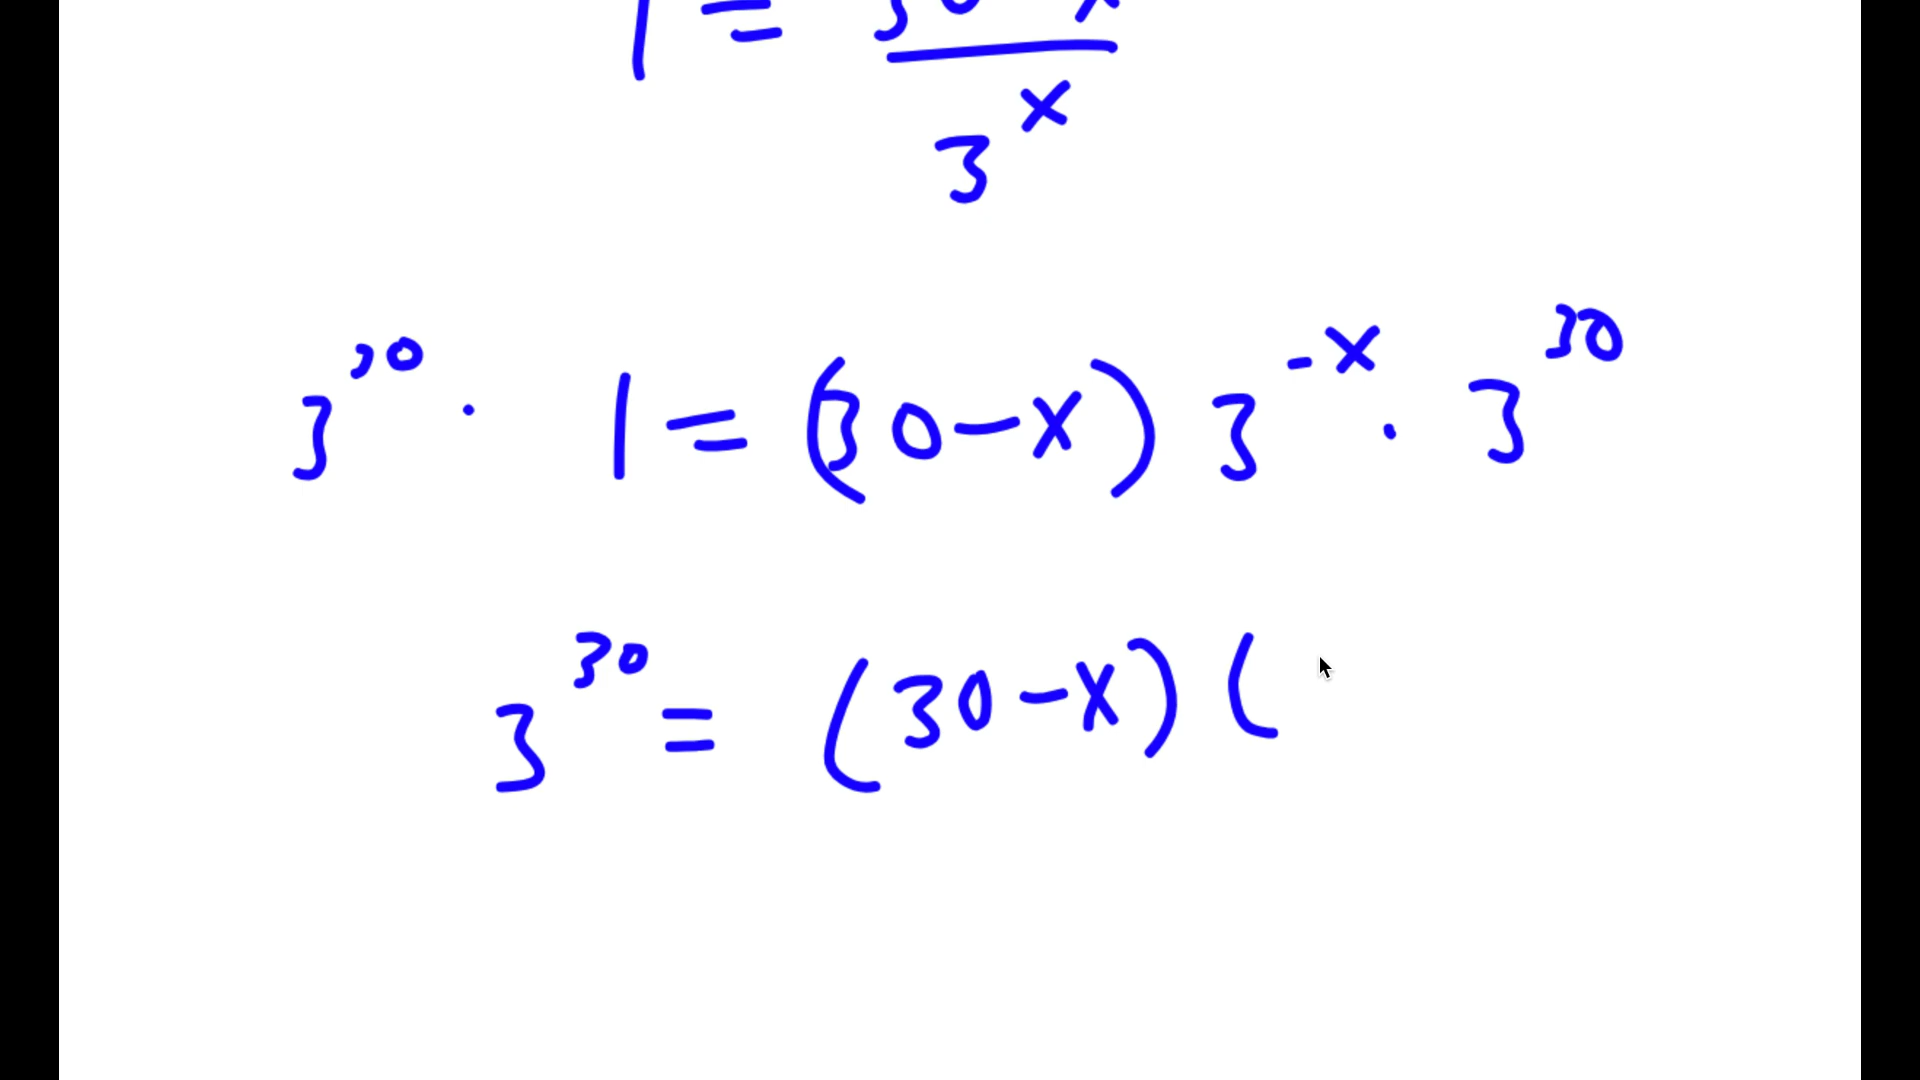 1 = 30-x
3^x
3^30 · 1 = (30-x) 3^-x · 3^30
3^30 = (30-x) (